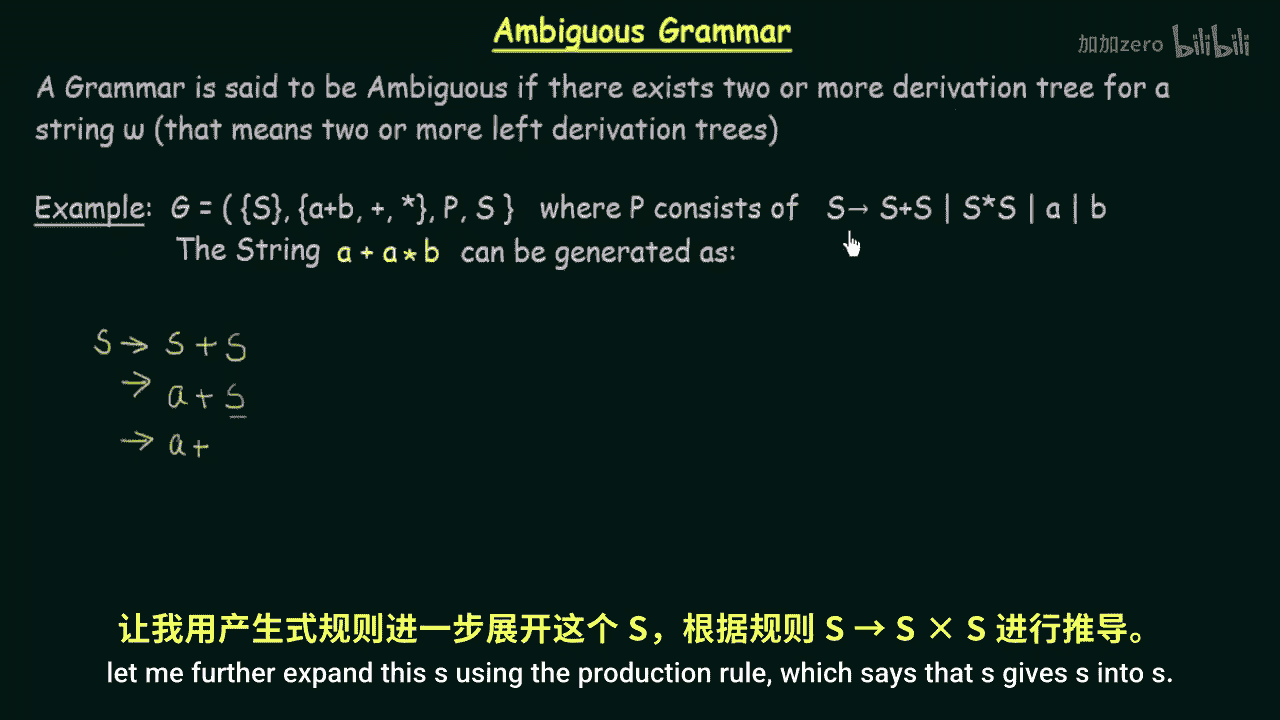 Ambiguous Grammar
加加zero bilibili
A Grammar is said to be Ambiguous if there exists two or more derivation tree for a
string w (that means two or more left derivation trees)
Example: G = ( {S}, {a+b, +, *}, P, S } where P consists of S→ S+S | S*S | a | b
The String a + a * b can be generated as:
S → S + S
→ a + S
→ a +
让我用产生式规则进一步展开这个 S，根据规则 S → S × S 进行推导。
let me further expand this s using the production rule, which says that s gives s into s.